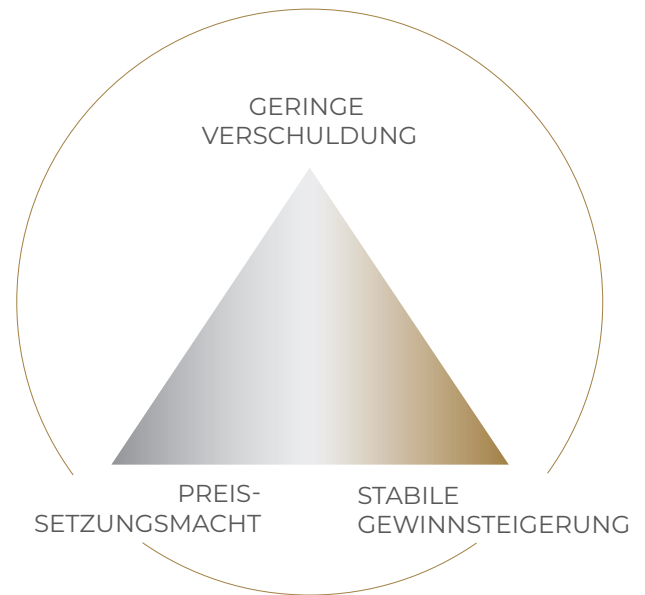 GERINGE
VERSCHULDUNG
PREIS-
SETZUNGSMACHT
STABILE
GEWINNSTEIGERUNG